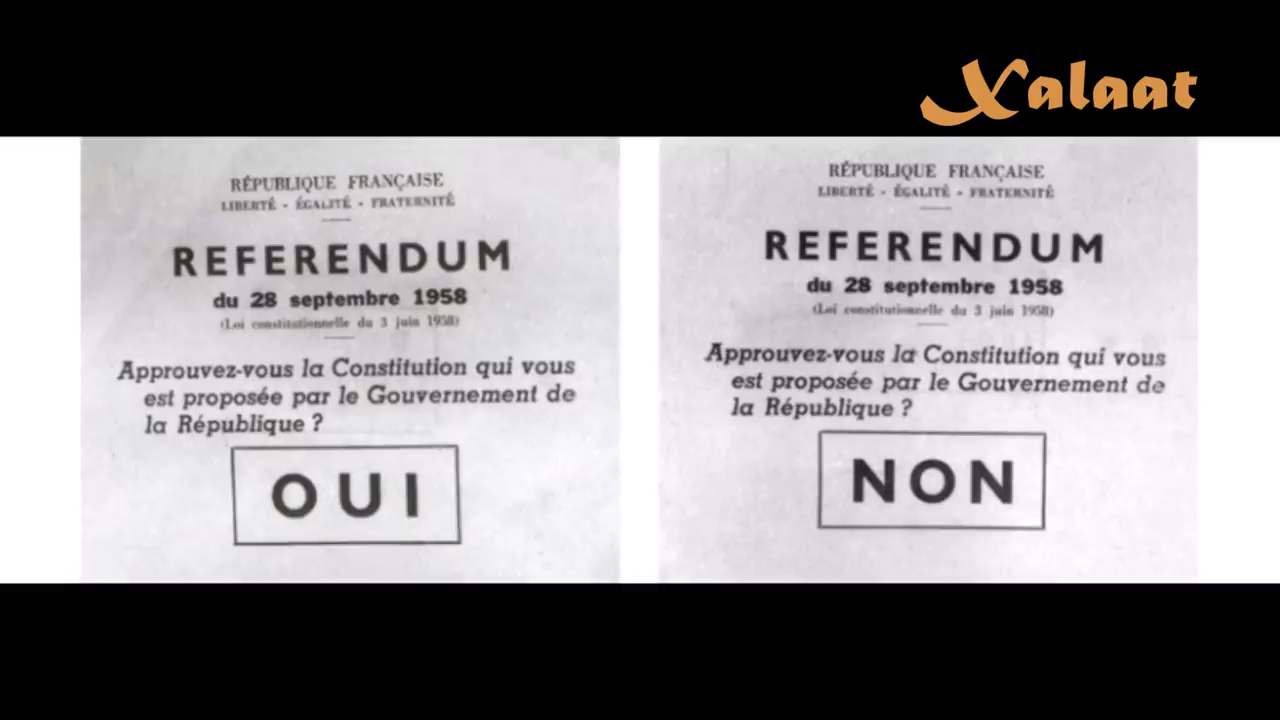 Xalaat
RÉPUBLIQUE FRANÇAISE
LIBERTÉ - ÉGALITÉ - FRATERNITÉ
REFERENDUM
du 28 septembre 1958
(Loi constitutionnelle du 3 juin 1958)
Approuvez-vous la Constitution qui vous
est proposée par le Gouvernement de
la République ?
OUI
RÉPUBLIQUE FRANÇAISE
LIBERTÉ - ÉGALITÉ - FRATERNITÉ
REFERENDUM
du 28 septembre 1958
(Loi constitutionnelle du 3 juin 1958)
Approuvez-vous la Constitution qui vous
est proposée par le Gouvernement de
la République ?
NON